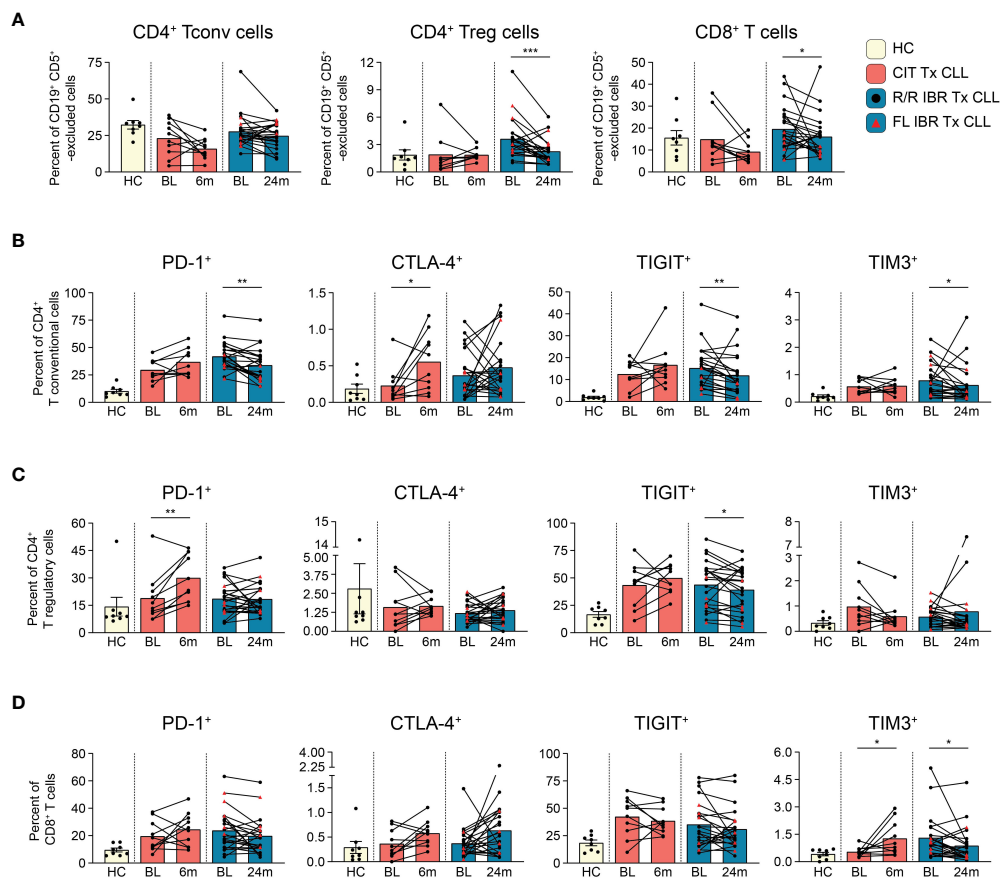 A
CD4⁺ Tconv cells
CD4⁺ Treg cells
CD8⁺ T cells
HC
CIT Tx CLL
R/R IBR Tx CLL
FL IBR Tx CLL
Percent of CD19⁺ CD5⁺
-excluded cells
75
50
25
0
HC BL 6m BL 24m
Percent of CD19⁺ CD5⁺
-excluded cells
12
9
6
3
0
***
HC BL 6m BL 24m
Percent of CD19⁺ CD5⁺
-excluded cells
50
40
30
20
10
0
*
HC BL 6m BL 24m
B
PD-1⁺
CTLA-4⁺
TIGIT⁺
TIM3⁺
Percent of CD4⁺
T conventional cells
100
75
50
25
0
**
HC BL 6m BL 24m
1.5
1.0
0.5
0.0
*
HC BL 6m BL 24m
50
40
30
20
10
0
**
HC BL 6m BL 24m
4
3
2
1
0
*
HC BL 6m BL 24m
C
PD-1⁺
CTLA-4⁺
TIGIT⁺
TIM3⁺
Percent of CD4⁺
T regulatory cells
60
45
30
15
0
**
HC BL 6m BL 24m
15
14
5.00
3.75
2.50
1.25
0.00
HC BL 6m BL 24m
100
75
50
25
0
*
HC BL 6m BL 24m
8
7
3
2
1
0
HC BL 6m BL 24m
D
PD-1⁺
CTLA-4⁺
TIGIT⁺
TIM3⁺
Percent of
CD8⁺ T cells
80
60
40
20
0
HC BL 6m BL 24m
4.00
2.25
1.5
1.0
0.5
0.0
HC BL 6m BL 24m
100
75
50
25
0
HC BL 6m BL 24m
6.0
4.5
3.0
1.5
0.0
*
*
HC BL 6m BL 24m